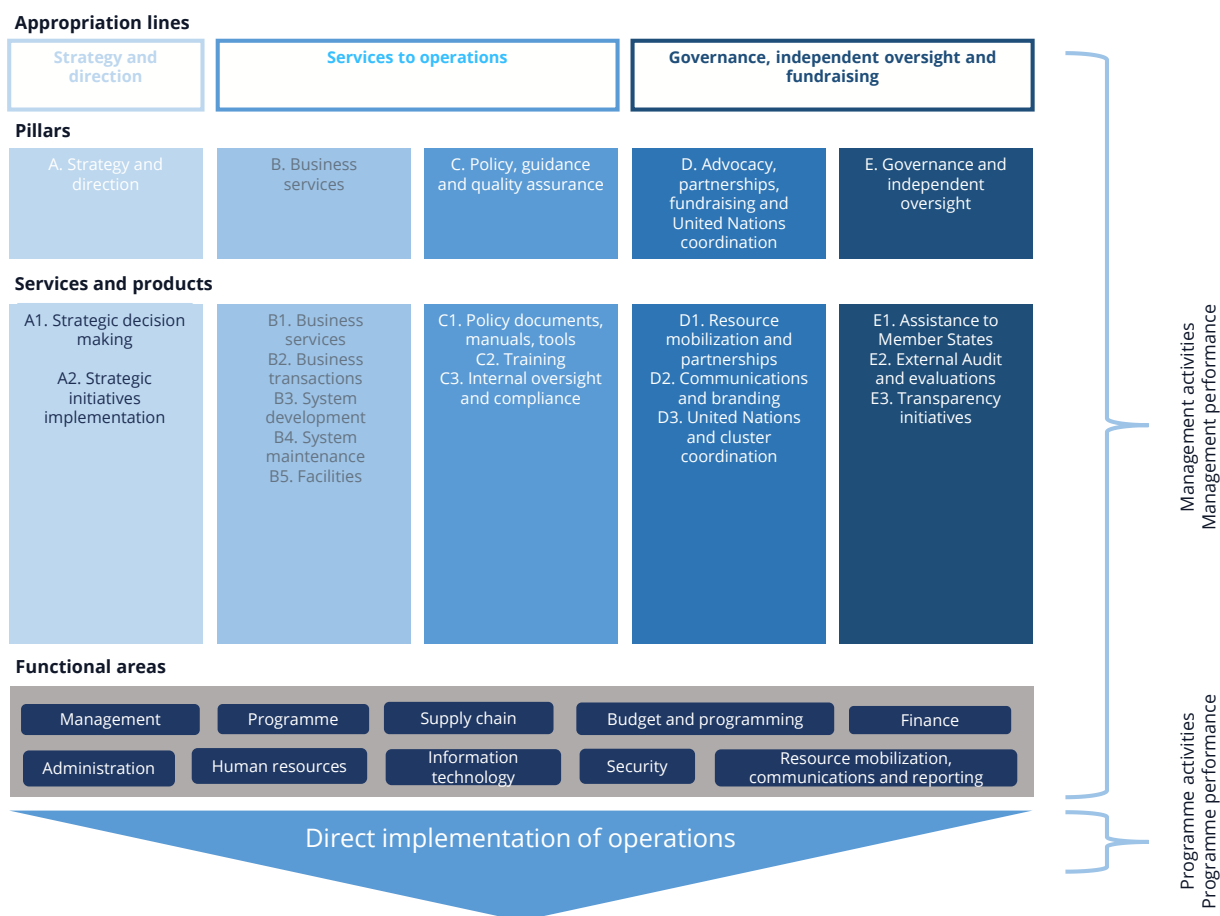 Appropriation lines
Strategy and
direction
Services to operations
Governance, independent oversight and
fundraising
Pillars
A. Strategy and
direction
B. Business
services
C. Policy, guidance
and quality assurance
D. Advocacy,
partnerships,
fundraising and
United Nations
coordination
E. Governance and
independent
oversight
Services and products
A1. Strategic decision
making
A2. Strategic
initiatives
implementation
B1. Business
services
B2. Business
transactions
B3. System
development
B4. System
maintenance
B5. Facilities
C1. Policy documents,
manuals, tools
C2. Training
C3. Internal oversight
and compliance
D1. Resource
mobilization and
partnerships
D2. Communications
and branding
D3. United Nations
and cluster
coordination
E1. Assistance to
Member States
E2. External Audit
and evaluations
E3. Transparency
initiatives
Management activities
Management performance
Functional areas
Management
Programme
Supply chain
Budget and programming
Finance
Administration
Human resources
Information
technology
Security
Resource mobilization,
communications and reporting
Direct implementation of operations
Programme activities
Programme performance